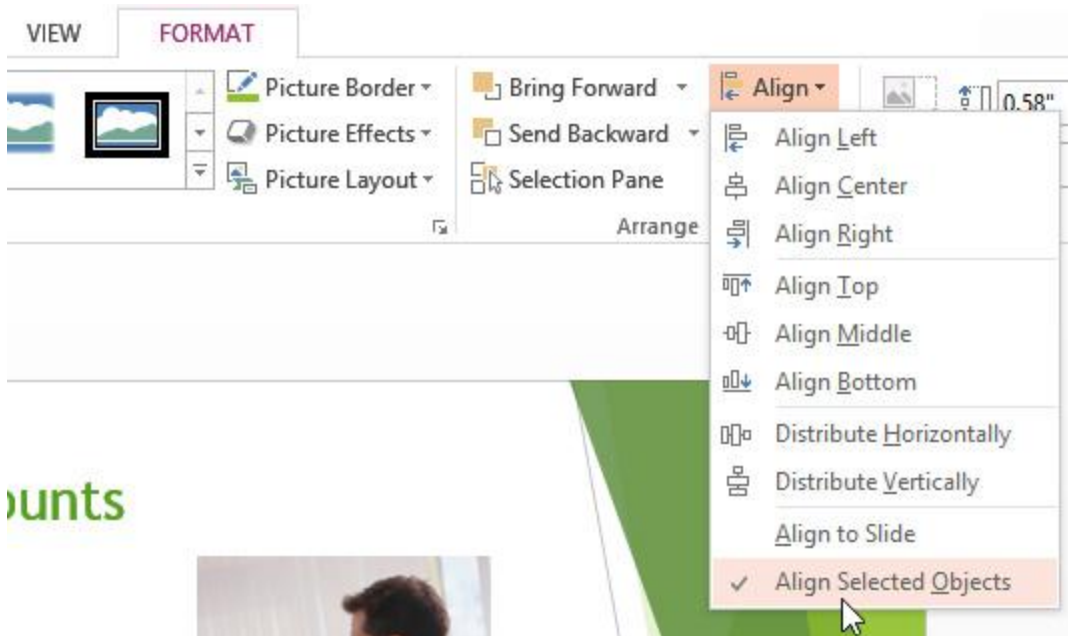 VIEW FORMAT
Picture Border Bring Forward Align 0.58"
Picture Effects Send Backward
Picture Layout Selection Pane
Arrange
Align Left
Align Center
Align Right
Align Top
Align Middle
Align Bottom
Distribute Horizontally
Distribute Vertically
Align to Slide
Align Selected Objects
ounts